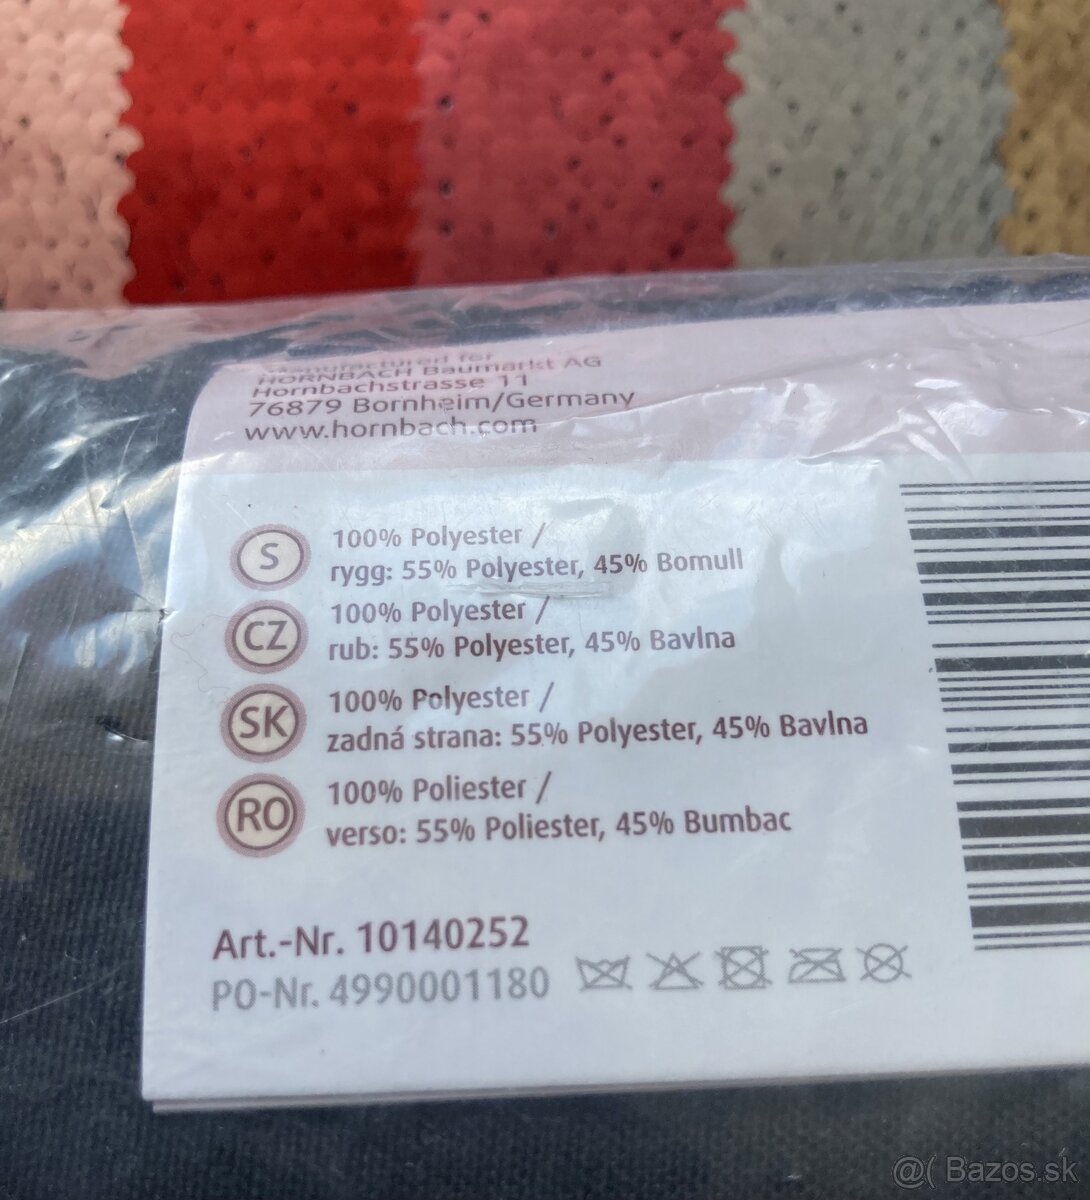 Manufactured for
HORNBACH Baumarkt AG
Hornbachstrasse 11
76879 Bornheim/Germany
www.hornbach.com
S 100% Polyester /
rygg: 55% Polyester, 45% Bomull
CZ 100% Polyester /
rub: 55% Polyester, 45% Bavlna
SK 100% Polyester /
zadná strana: 55% Polyester, 45% Bavlna
RO 100% Poliester /
verso: 55% Poliester, 45% Bumbac
Art.-Nr. 10140252
PO-Nr. 4990001180
@( Bazos.sk